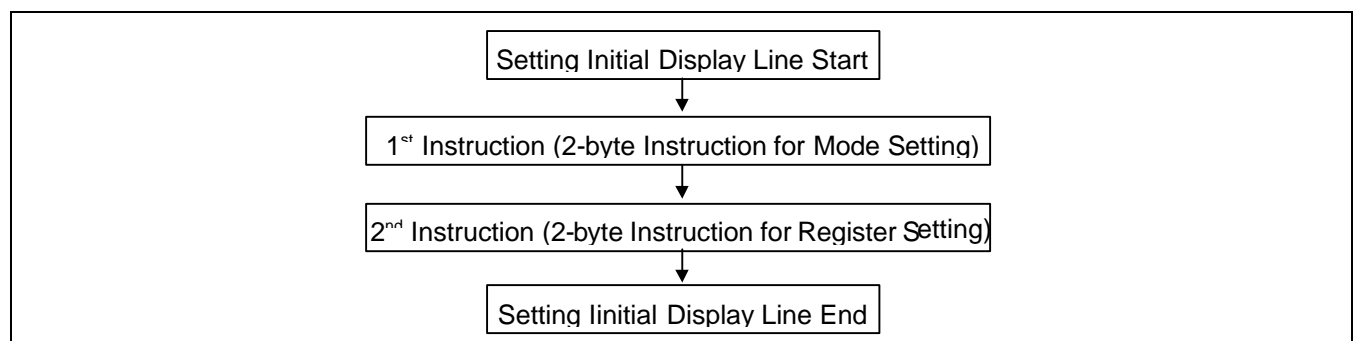 Setting Initial Display Line Start
1st Instruction (2-byte Instruction for Mode Setting)
2nd Instruction (2-byte Instruction for Register Setting)
Setting Iinitial Display Line End